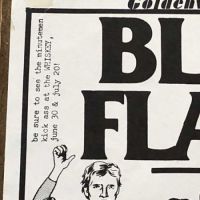 Golden
BL
FLA
be sure to see the minutemen
kick ass at the WHISKEY,
june 30 & july 20!